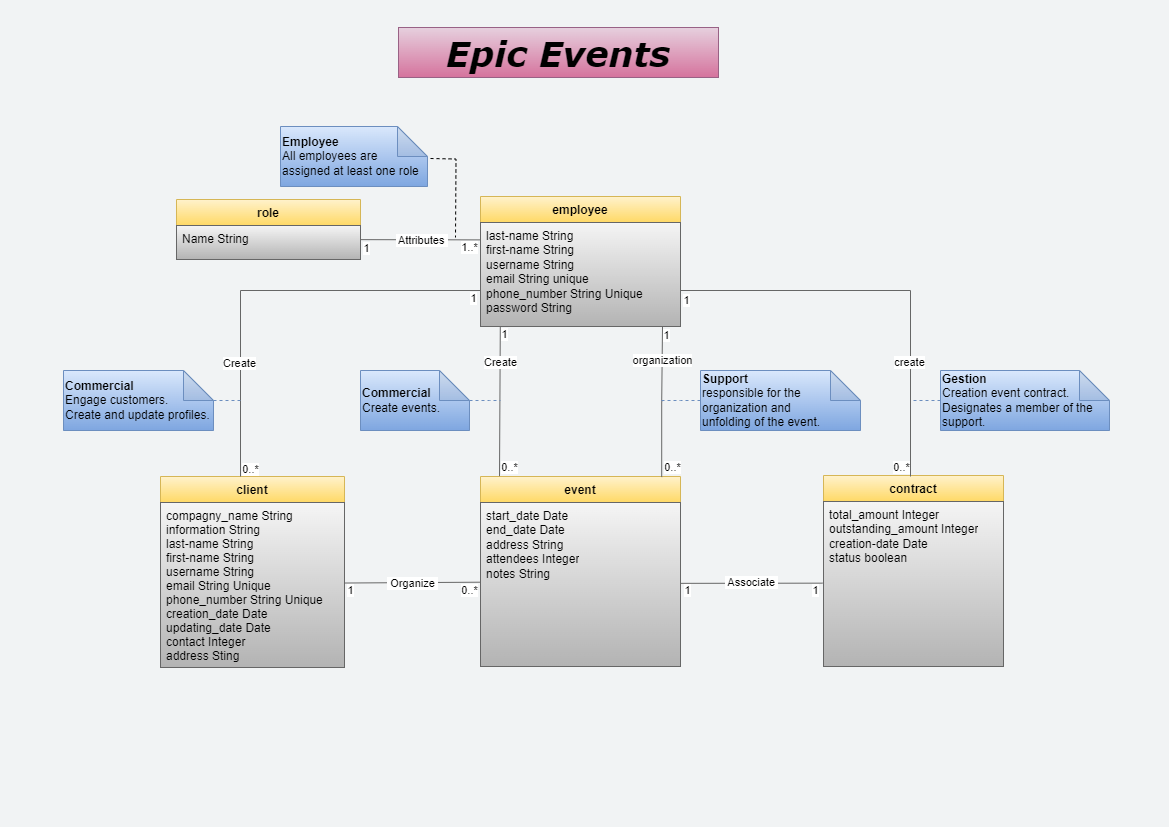 Epic Events
Employee
All employees are
assigned at least one role
role
Name String
1
Attributes
1..*
employee
last-name String
first-name String
username String
email String unique
phone_number String Unique
password String
1
1
1
1
Create
Create
organization
create
Commercial
Engage customers.
Create and update profiles.
Commercial
Create events.
Support
responsible for the
organization and
unfolding of the event.
Gestion
Creation event contract.
Designates a member of the
support.
0..*
0..*
0..*
0..*
client
compagny_name String
information String
last-name String
first-name String
username String
email String Unique
phone_number String Unique
creation_date Date
updating_date Date
contact Integer
address Sting
1
Organize
0..*
event
start_date Date
end_date Date
address String
attendees Integer
notes String
1
Associate
1
contract
total_amount Integer
outstanding_amount Integer
creation-date Date
status boolean